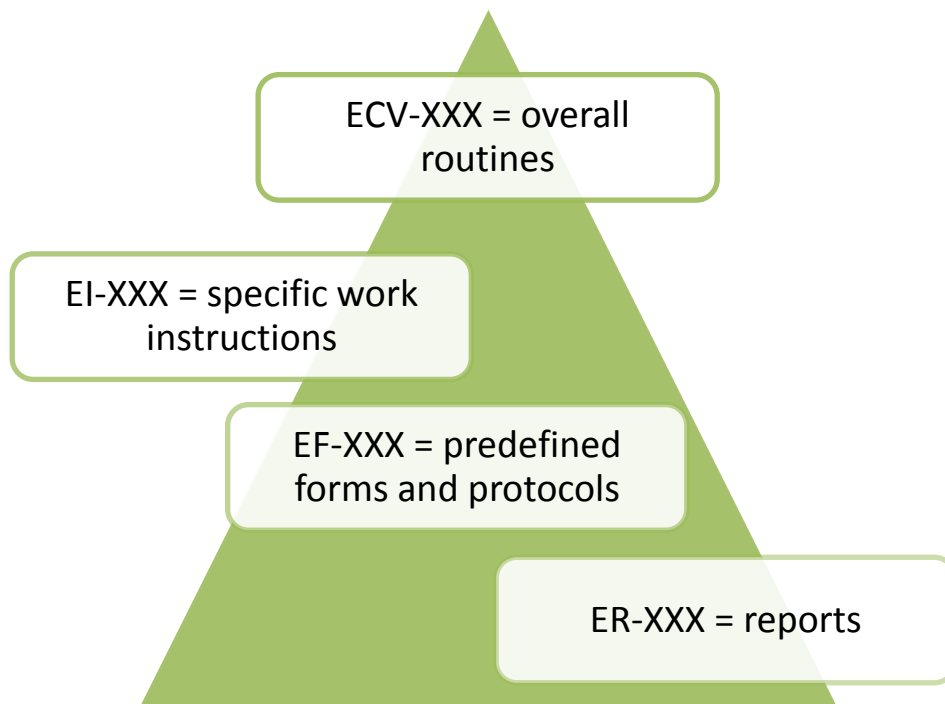 ECV-XXX = overall
routines
EI-XXX = specific work
instructions
EF-XXX = predefined
forms and protocols
ER-XXX = reports